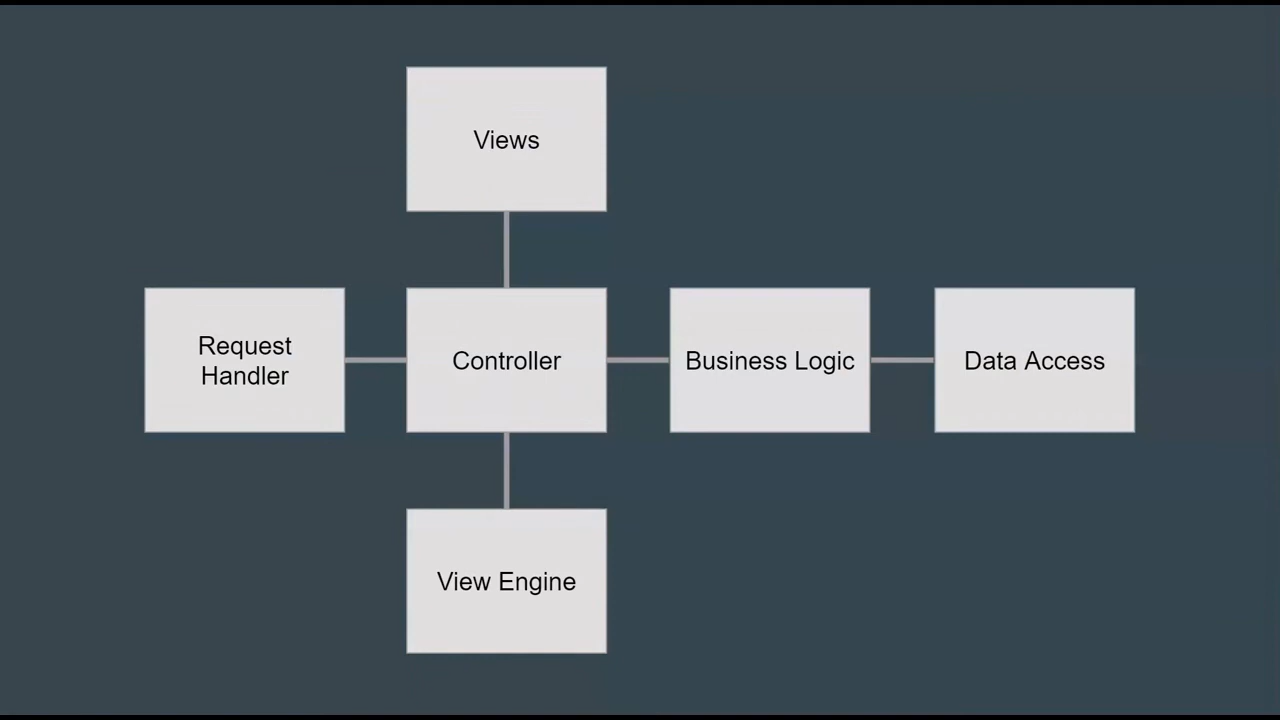 Views
Request
Handler
Controller
Business Logic
Data Access
View Engine